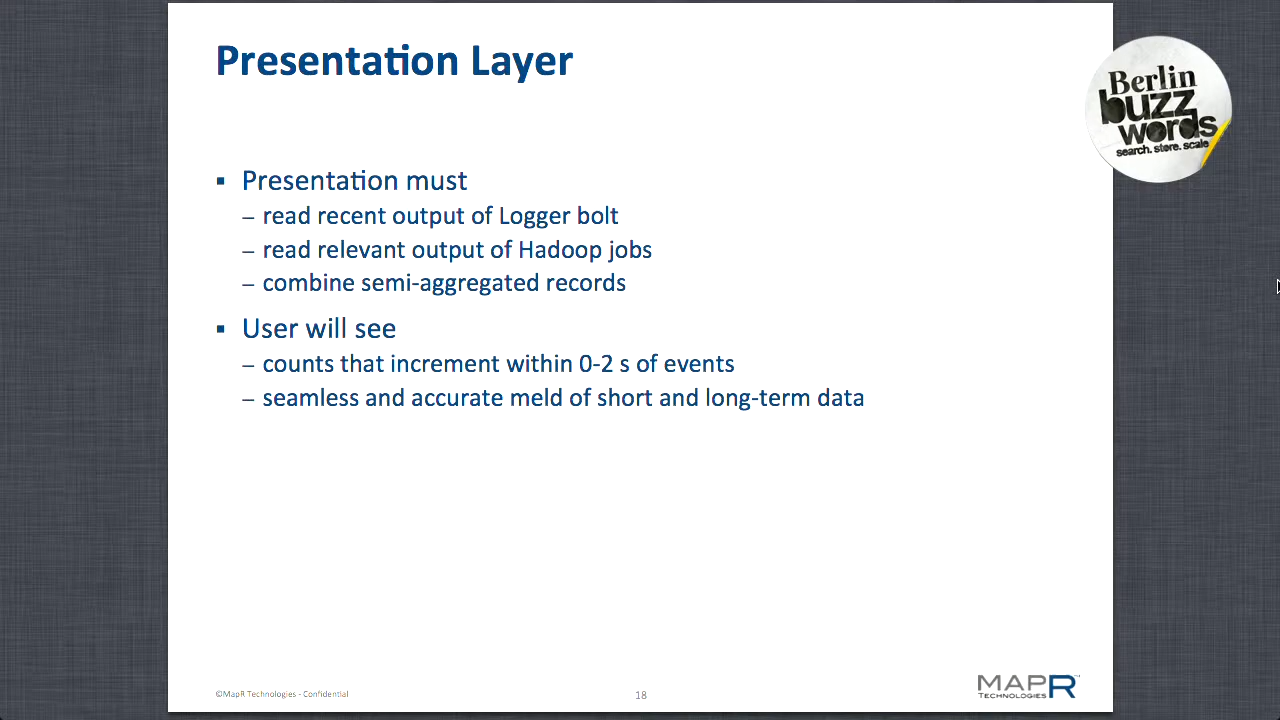 Presentation Layer
Berlin
buzz
words
search. store. scale
▪ Presentation must
– read recent output of Logger bolt
– read relevant output of Hadoop jobs
– combine semi-aggregated records
▪ User will see
– counts that increment within 0-2 s of events
– seamless and accurate meld of short and long-term data
©MapR Technologies - Confidential
18
MAPR™
TECHNOLOGIES